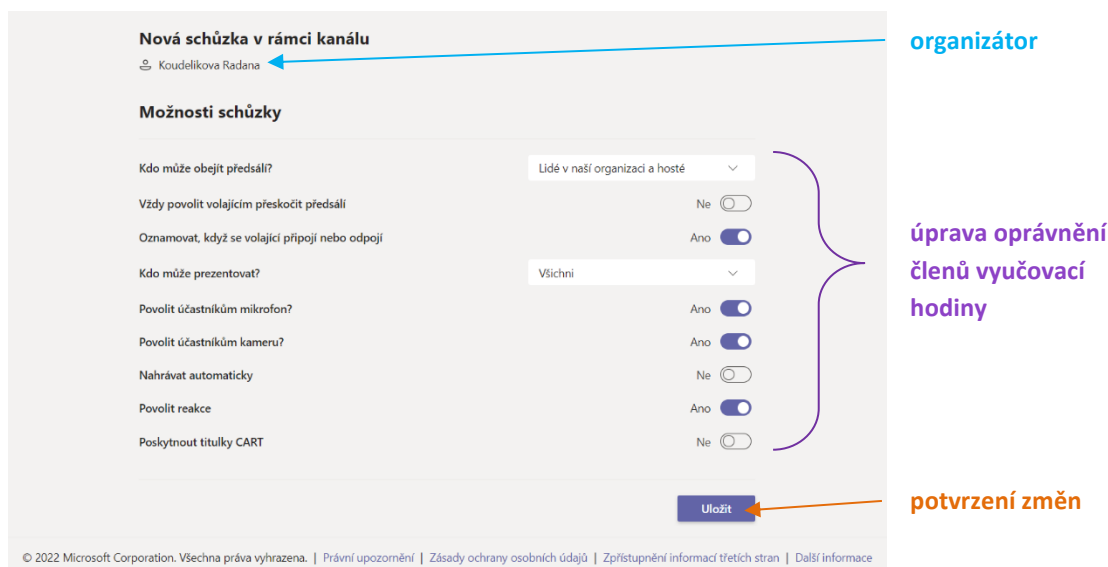 Nová schůzka v rámci kanálu
organizátor
Koudelikova Radana
Možnosti schůzky
Kdo může obejít předsálí? Lidé v naší organizaci a hosté
Vždy povolit volajícím přeskočit předsálí Ne
Oznamovat, když se volající připojí nebo odpojí Ano
úprava oprávnění
členů vyučovací
hodiny
Kdo může prezentovat? Všichni
Povolit účastníkům mikrofon? Ano
Povolit účastníkům kameru? Ano
Nahrávat automaticky Ne
Povolit reakce Ano
Poskytnout titulky CART Ne
Uložit
potvrzení změn
© 2022 Microsoft Corporation. Všechna práva vyhrazena. | Právní upozornění | Zásady ochrany osobních údajů | Zpřístupnění informací třetích stran | Další informace